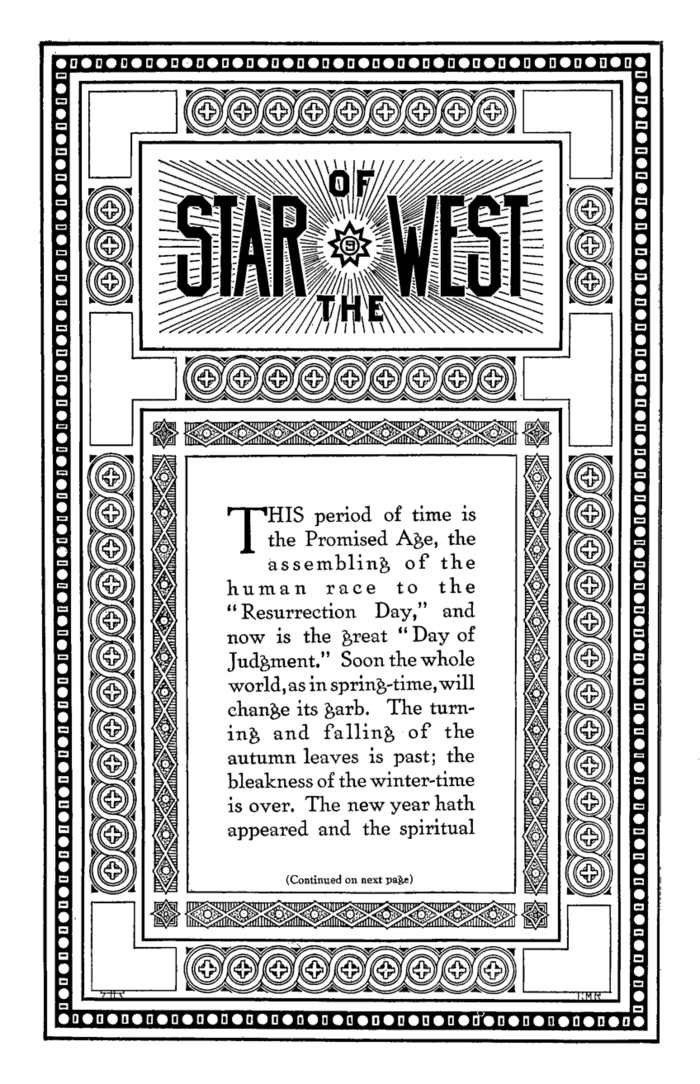 STAR OF THE WEST
9
THIS period of time is
the Promised Age, the
assembling of the
human race to the
“Resurrection Day,” and
now is the great “Day of
Judgment.” Soon the whole
world, as in spring-time, will
change its garb. The turn-
ing and falling of the
autumn leaves is past; the
bleakness of the winter-time
is over. The new year hath
appeared and the spiritual
(Continued on next page)